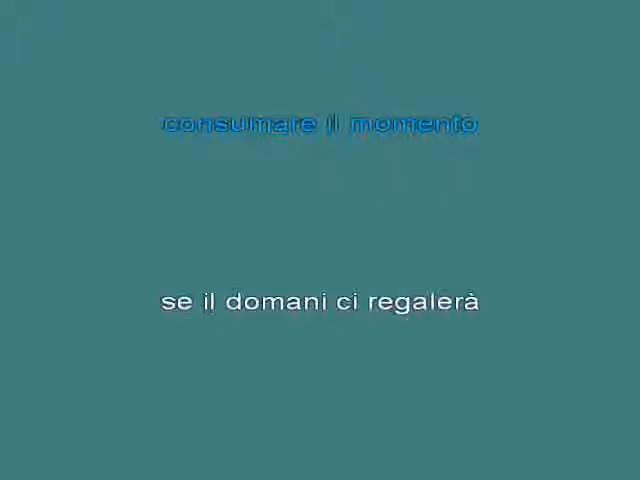 consumare il momento
se il domani ci regalerà